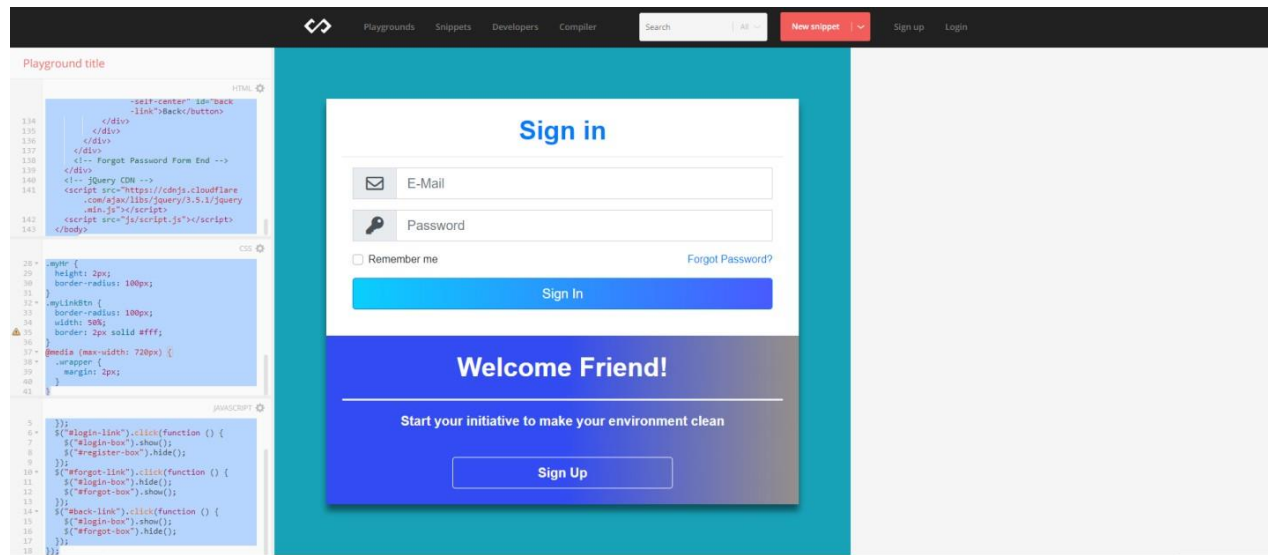 Playgrounds Snippets Developers Compiler Search All New snippet Sign up Login
Playground title
HTML
-self-center" id="back
-link">Back</button>
134 </div>
135 </div>
136 </div>
137 </div>
138 <!-- Forgot Password Form End -->
139 </div>
140 <!-- jQuery CDN -->
141 <script src="https://cdnjs.cloudflare
.com/ajax/libs/jquery/3.5.1/jquery
.min.js"></script>
142 <script src="js/script.js"></script>
143 </body>
CSS
28 .myHr {
29 height: 2px;
30 border-radius: 100px;
31 }
32 .myLinkBtn {
33 border-radius: 100px;
34 width: 50%;
35 border: 2px solid #fff;
36 }
37 @media (max-width: 720px) {
38 .wrapper {
39 margin: 2px;
40 }
41 }
JAVASCRIPT
5 });
6 $("#login-link").click(function () {
7 $("#login-box").show();
8 $("#register-box").hide();
9 });
10 $("#forgot-link").click(function () {
11 $("#login-box").hide();
12 $("#forgot-box").show();
13 });
14 $("#back-link").click(function () {
15 $("#login-box").show();
16 $("#forgot-box").hide();
17 });
18 });
Sign in
E-Mail
Password
Remember me Forgot Password?
Sign In
Welcome Friend!
Start your initiative to make your environment clean
Sign Up